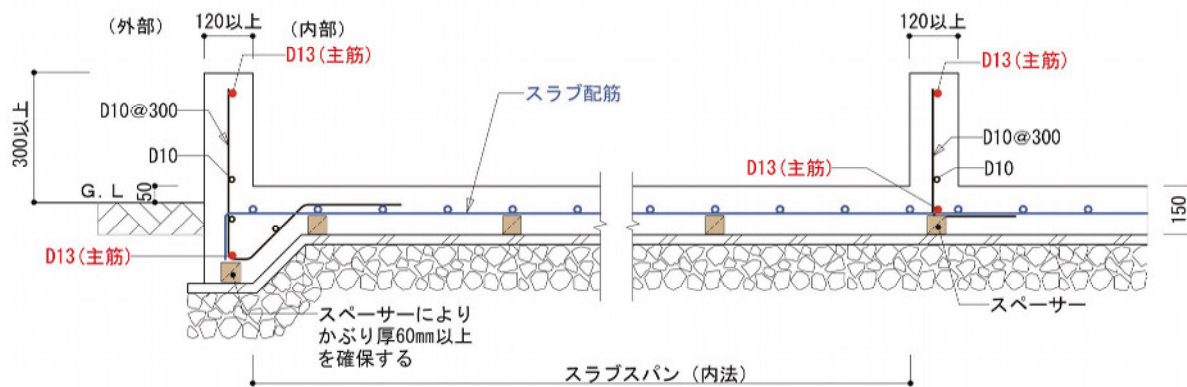 （外部）
120以上
（内部）
D13(主筋)
D10@300
D10
300以上
G.L
50
D13(主筋)
スラブ配筋
スペーサーにより
かぶり厚60mm以上
を確保する
120以上
D13(主筋)
D10@300
D10
D13(主筋)
150
スペーサー
スラブスパン（内法）